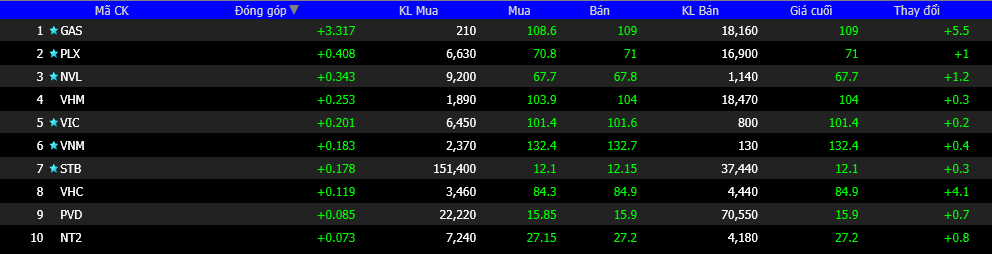 Mã CK Đóng góp KL Mua Mua Bán KL Bán Giá cuối Thay đổi
1 GAS +3.317 210 108.6 109 18,160 109 +5.5
2 PLX +0.408 6,630 70.8 71 16,900 71 +1
3 NVL +0.343 9,200 67.7 67.8 1,140 67.7 +1.2
4 VHM +0.253 1,890 103.9 104 18,470 104 +0.3
5 VIC +0.201 6,450 101.4 101.6 800 101.4 +0.2
6 VNM +0.183 2,370 132.4 132.7 130 132.4 +0.4
7 STB +0.178 151,400 12.1 12.15 37,440 12.1 +0.3
8 VHC +0.119 3,460 84.3 84.9 4,440 84.9 +4.1
9 PVD +0.085 22,220 15.85 15.9 70,550 15.9 +0.7
10 NT2 +0.073 7,240 27.15 27.2 4,180 27.2 +0.8